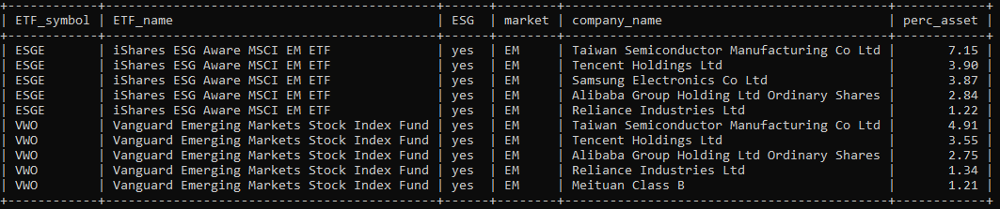 ETF_symbol | ETF_name | ESG | market | company_name | perc_asset
ESGE | iShares ESG Aware MSCI EM ETF | yes | EM | Taiwan Semiconductor Manufacturing Co Ltd | 7.15
ESGE | iShares ESG Aware MSCI EM ETF | yes | EM | Tencent Holdings Ltd | 3.90
ESGE | iShares ESG Aware MSCI EM ETF | yes | EM | Samsung Electronics Co Ltd | 3.87
ESGE | iShares ESG Aware MSCI EM ETF | yes | EM | Alibaba Group Holding Ltd Ordinary Shares | 2.84
ESGE | iShares ESG Aware MSCI EM ETF | yes | EM | Reliance Industries Ltd | 1.22
VWO | Vanguard Emerging Markets Stock Index Fund | yes | EM | Taiwan Semiconductor Manufacturing Co Ltd | 4.91
VWO | Vanguard Emerging Markets Stock Index Fund | yes | EM | Tencent Holdings Ltd | 3.55
VWO | Vanguard Emerging Markets Stock Index Fund | yes | EM | Alibaba Group Holding Ltd Ordinary Shares | 2.75
VWO | Vanguard Emerging Markets Stock Index Fund | yes | EM | Reliance Industries Ltd | 1.34
VWO | Vanguard Emerging Markets Stock Index Fund | yes | EM | Meituan Class B | 1.21